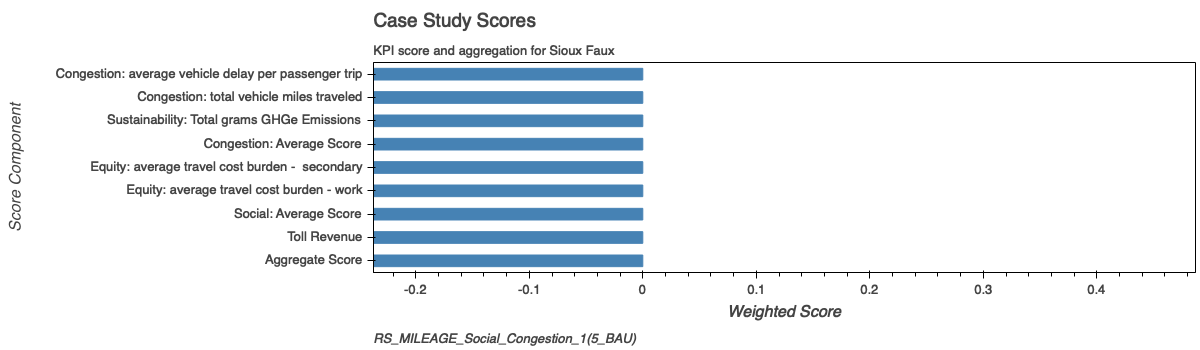 Case Study Scores
KPI score and aggregation for Sioux Faux
Score Component
Congestion: average vehicle delay per passenger trip
Congestion: total vehicle miles traveled
Sustainability: Total grams GHGe Emissions
Congestion: Average Score
Equity: average travel cost burden -  secondary
Equity: average travel cost burden - work
Social: Average Score
Toll Revenue
Aggregate Score
-0.2 -0.1 0 0.1 0.2 0.3 0.4
Weighted Score
RS_MILEAGE_Social_Congestion_1(5_BAU)